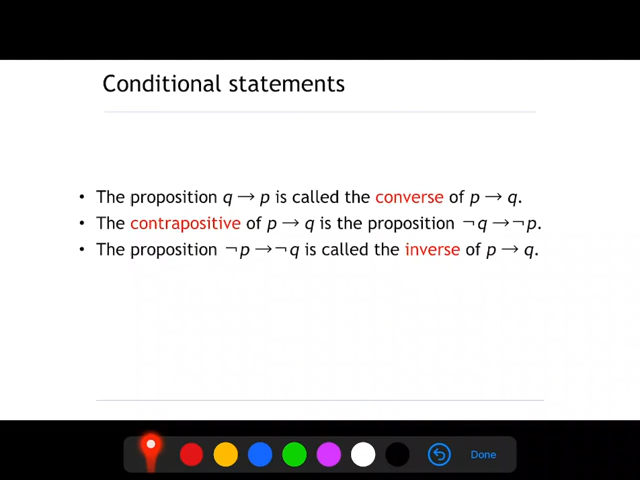 Conditional statements
• The proposition q → p is called the converse of p → q.
• The contrapositive of p → q is the proposition ¬q → ¬p.
• The proposition ¬p → ¬q is called the inverse of p → q.
Done